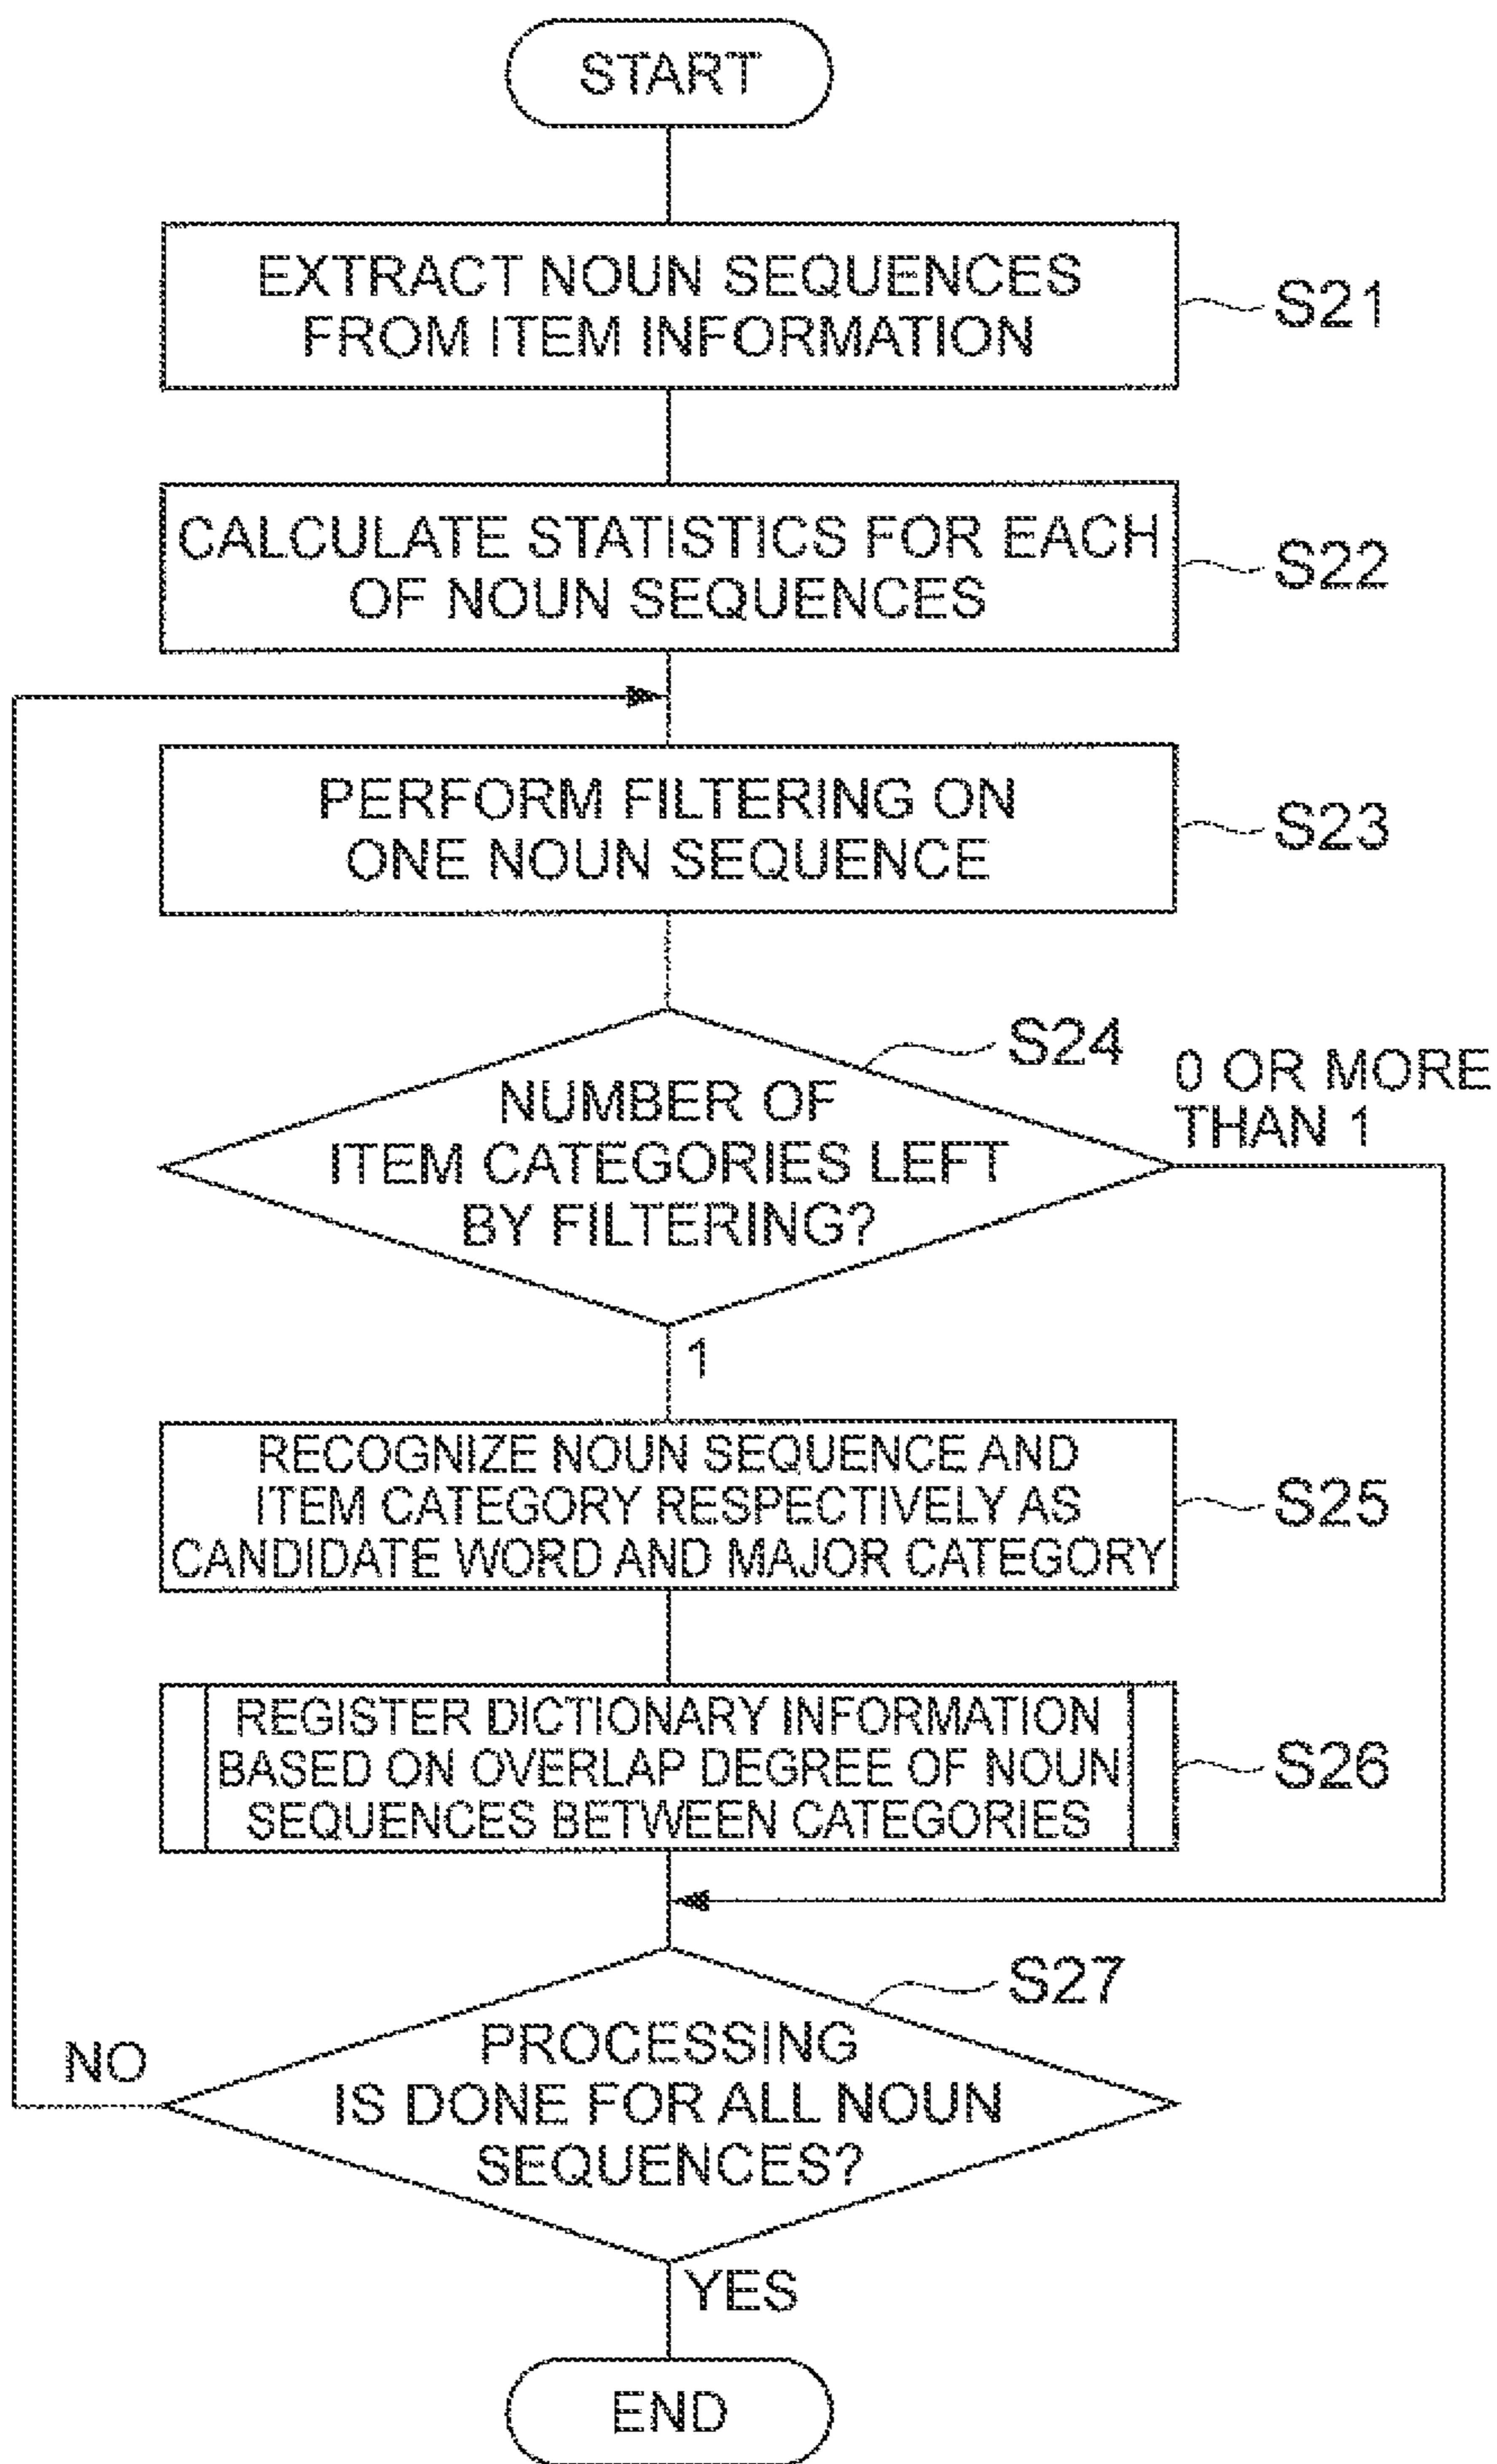 START
EXTRACT NOUN SEQUENCES
FROM ITEM INFORMATION
S21
CALCULATE STATISTICS FOR EACH
OF NOUN SEQUENCES
S22
PERFORM FILTERING ON
ONE NOUN SEQUENCE
S23
S24
NUMBER OF
ITEM CATEGORIES LEFT
BY FILTERING?
0 OR MORE
THAN 1
1
RECOGNIZE NOUN SEQUENCE AND
ITEM CATEGORY RESPECTIVELY AS
CANDIDATE WORD AND MAJOR CATEGORY
S25
REGISTER DICTIONARY INFORMATION
BASED ON OVERLAP DEGREE OF NOUN
SEQUENCES BETWEEN CATEGORIES
S26
S27
PROCESSING
IS DONE FOR ALL NOUN
SEQUENCES?
NO
YES
END